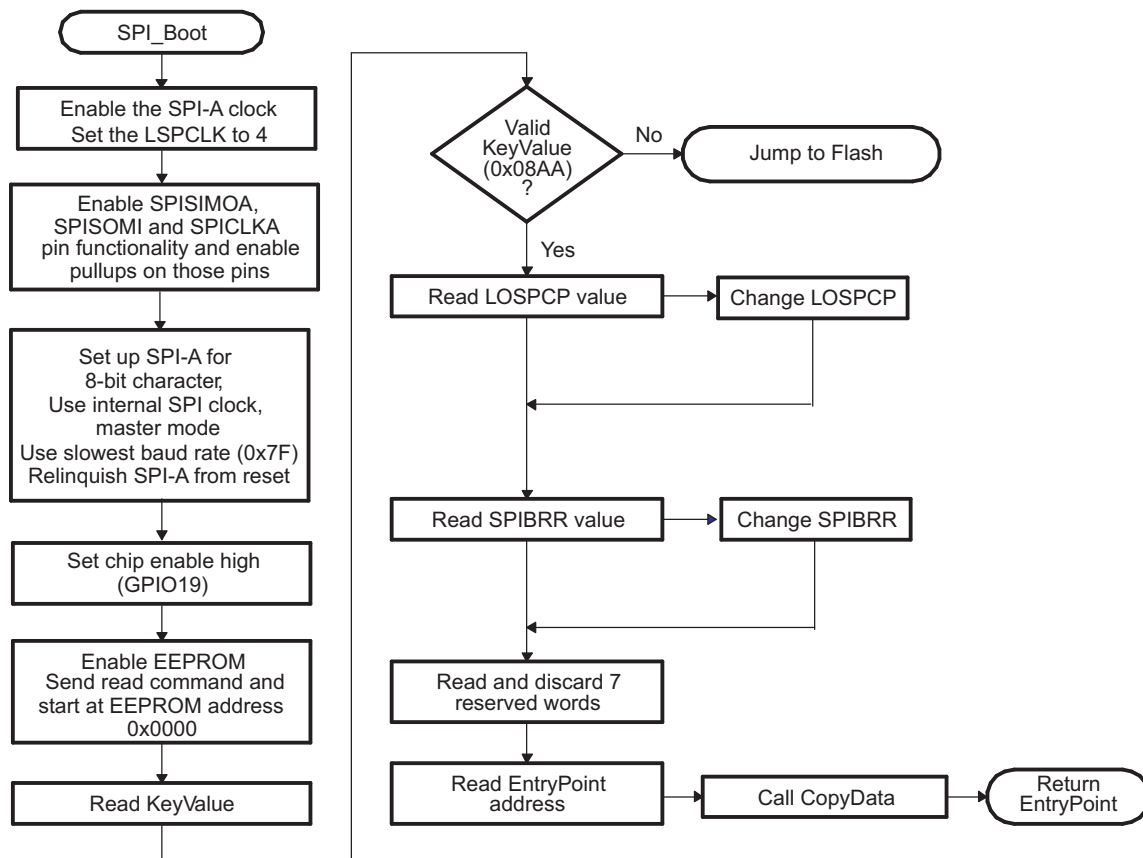 SPI_Boot
Enable the SPI-A clock
Set the LSPCLK to 4
Enable SPISIMOA,
SPISOMI and SPICLKA
pin functionality and enable
pullups on those pins
Set up SPI-A for
8-bit character,
Use internal SPI clock,
master mode
Use slowest baud rate (0x7F)
Relinquish SPI-A from reset
Set chip enable high
(GPIO19)
Enable EEPROM
Send read command and
start at EEPROM address
0x0000
Read KeyValue
Valid
KeyValue
(0x08AA)
?
No
Jump to Flash
Yes
Read LOSPCP value
Change LOSPCP
Read SPIBRR value
Change SPIBRR
Read and discard 7
reserved words
Read EntryPoint
address
Call CopyData
Return
EntryPoint